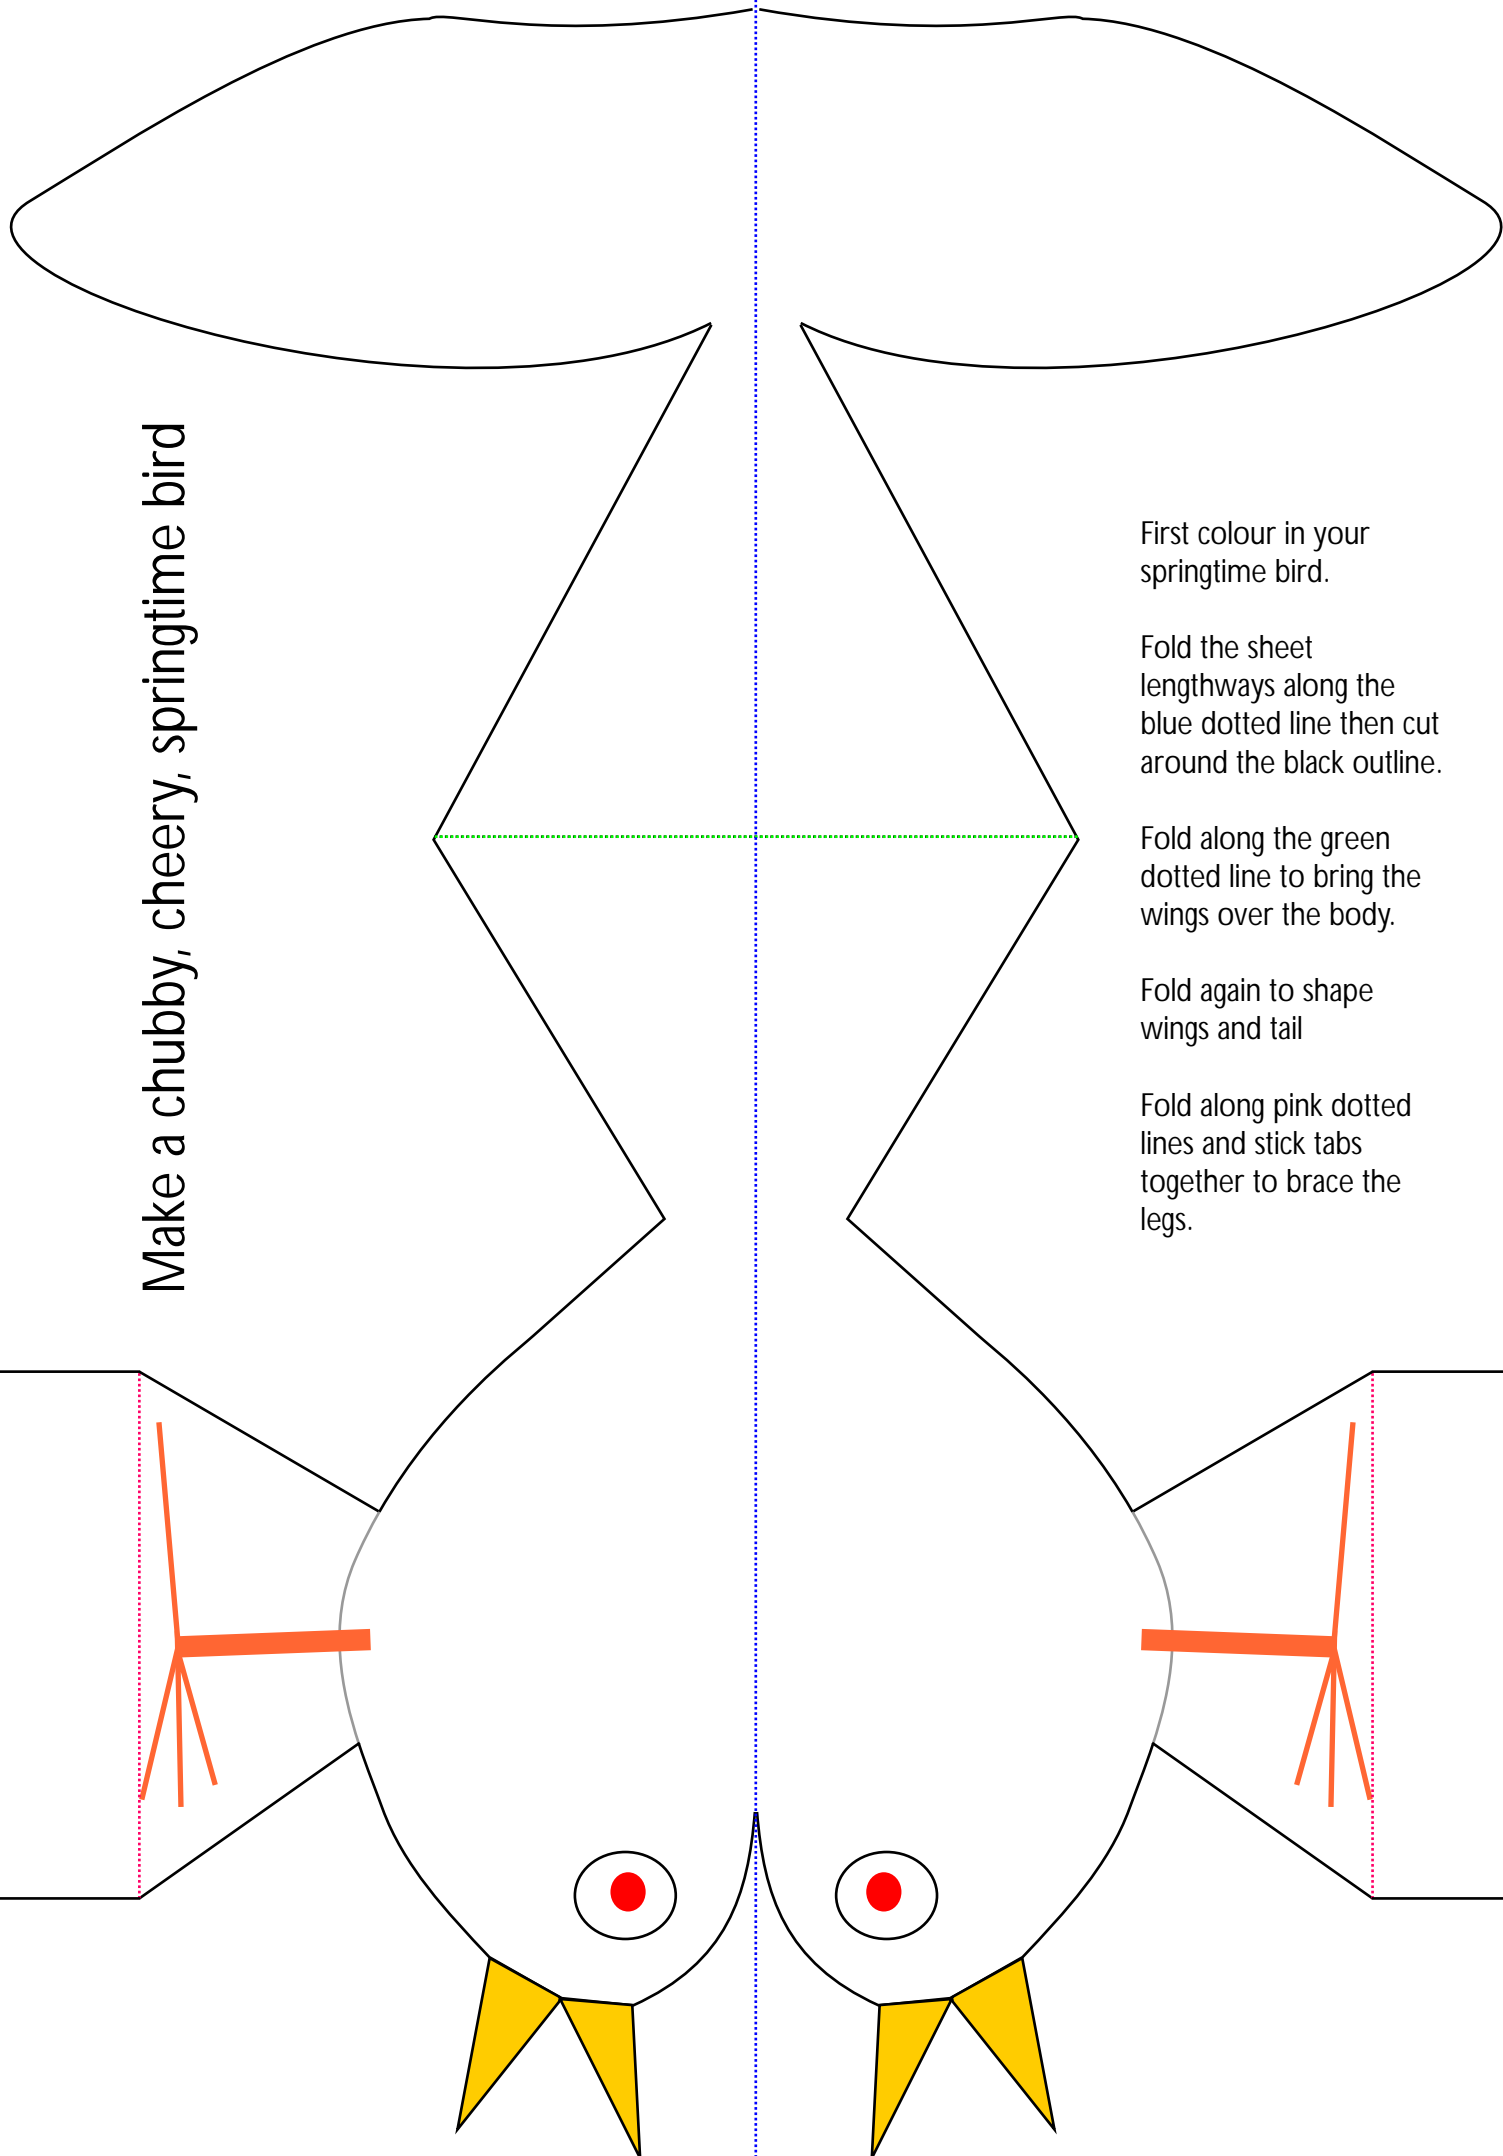 Make a chubby, cheery, springtime bird
First colour in your
springtime bird.
Fold the sheet
lengthways along the
blue dotted line then cut
around the black outline.
Fold along the green
dotted line to bring the
wings over the body.
Fold again to shape
wings and tail
Fold along pink dotted
lines and stick tabs
together to brace the
legs.